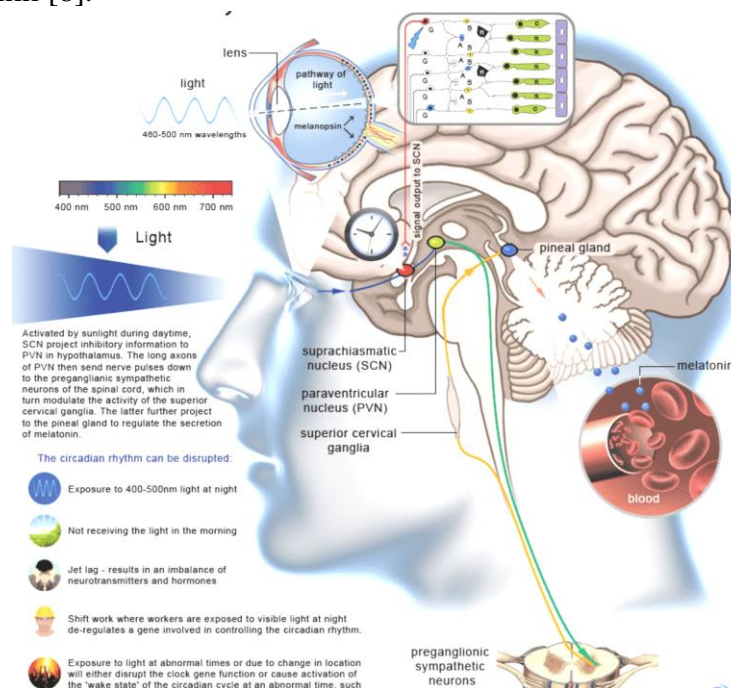 lens
light
pathway of
light
melanopsin
460-500 nm wavelengths
G
A
B
H
C
R
G
A
B
R
G
A
B
R
G
A
B
H
R
G
A
B
R
G
A
B
R
G
C
400 nm 500 nm 600 nm 700 nm
Light
signal output to SCN
pineal gland
Activated by sunlight during daytime,
SCN project inhibitory information to
PVN in hypothalamus. The long axons
of PVN then send nerve pulses down
to the preganglianic sympathetic
neurons of the spinal cord, which in
turn modulate the activity of the superior
cervical ganglia. The latter further project
to the pineal gland to regulate the secretion
of melatonin.
suprachiasmatic
nucleus (SCN)
paraventricular
nucleus (PVN)
superior cervical
ganglia
melatonin
blood
The circadian rhythm can be disrupted:
Exposure to 400-500nm light at night
Not receiving the light in the morning
Jet lag - results in an imbalance of
neurotransmitters and hormones
Shift work where workers are exposed to visible light at night
de-regulates a gene involved in controlling the circadian rhythm.
Exposure to light at abnormal times or due to change in location
will either disrupt the clock gene function or cause activation of
the 'wake state' of the circadian cycle at an abnormal time, such
preganglionic
sympathetic
neurons